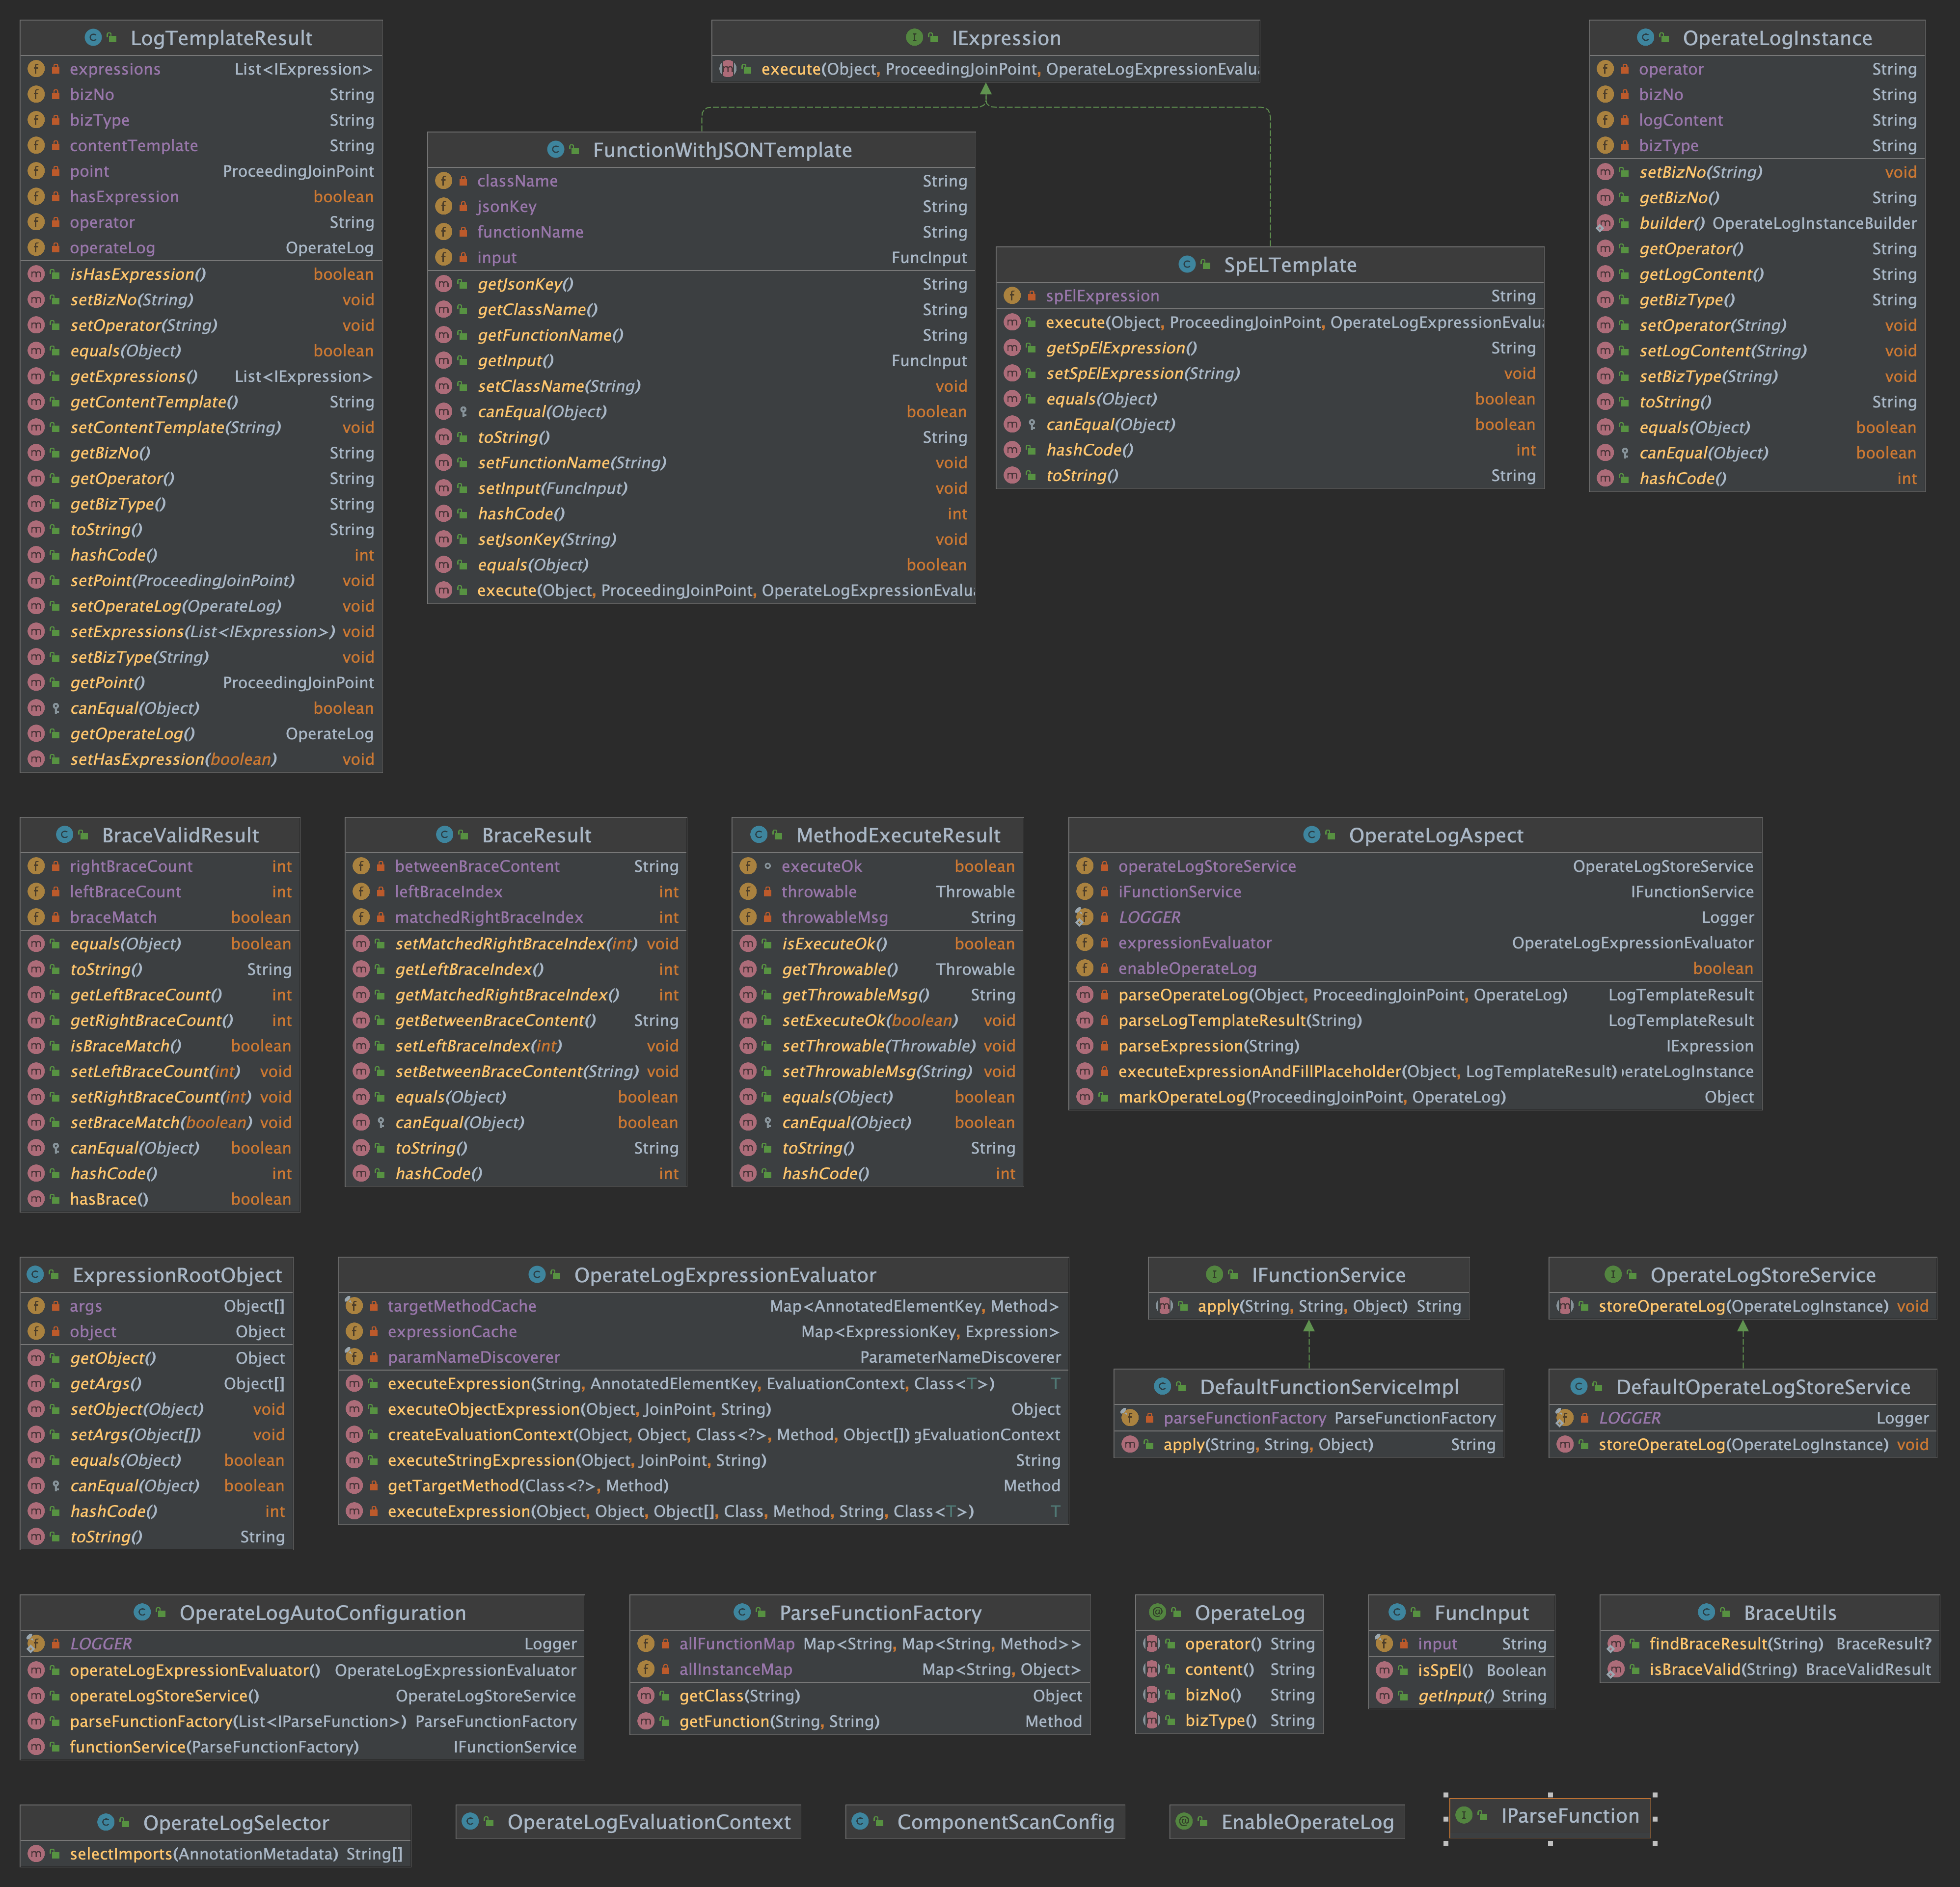 LogTemplateResult
expressions List<IExpression>
bizNo String
bizType String
contentTemplate String
point ProceedingJoinPoint
hasExpression boolean
operator String
operateLog OperateLog
isHasExpression() boolean
setBizNo(String) void
setOperator(String) void
equals(Object) boolean
getExpressions() List<IExpression>
getContentTemplate() String
setContentTemplate(String) void
getBizNo() String
getOperator() String
getBizType() String
toString() String
hashCode() int
setPoint(ProceedingJoinPoint) void
setOperateLog(OperateLog) void
setExpressions(List<IExpression>) void
setBizType(String) void
getPoint() ProceedingJoinPoint
canEqual(Object) boolean
getOperateLog() OperateLog
setHasExpression(boolean) void
IExpression
execute(Object, ProceedingJoinPoint, OperateLogExpressionEvalu
FunctionWithJSONTemplate
className String
jsonKey String
functionName String
input FuncInput
getJsonKey() String
getClassName() String
getFunctionName() String
getInput() FuncInput
setClassName(String) void
canEqual(Object) boolean
toString() String
setFunctionName(String) void
setInput(FuncInput) void
hashCode() int
setJsonKey(String) void
equals(Object) boolean
execute(Object, ProceedingJoinPoint, OperateLogExpressionEvalu
SpELTemplate
spElExpression String
execute(Object, ProceedingJoinPoint, OperateLogExpressionEvalu
getSpElExpression() String
setSpElExpression(String) void
equals(Object) boolean
canEqual(Object) boolean
hashCode() int
toString() String
OperateLogInstance
operator String
bizNo String
logContent String
bizType String
setBizNo(String) void
getBizNo() String
builder() OperateLogInstanceBuilder
getOperator() String
getLogContent() String
getBizType() String
setOperator(String) void
setLogContent(String) void
setBizType(String) void
toString() String
equals(Object) boolean
canEqual(Object) boolean
hashCode() int
BraceValidResult
rightBraceCount int
leftBraceCount int
braceMatch boolean
equals(Object) boolean
toString() String
getLeftBraceCount() int
getRightBraceCount() int
isBraceMatch() boolean
setLeftBraceCount(int) void
setRightBraceCount(int) void
setBraceMatch(boolean) void
canEqual(Object) boolean
hashCode() int
hasBrace() boolean
BraceResult
betweenBraceContent String
leftBraceIndex int
matchedRightBraceIndex int
setMatchedRightBraceIndex(int) void
getLeftBraceIndex() int
getMatchedRightBraceIndex() int
getBetweenBraceContent() String
setLeftBraceIndex(int) void
setBetweenBraceContent(String) void
equals(Object) boolean
canEqual(Object) boolean
toString() String
hashCode() int
MethodExecuteResult
executeOk boolean
throwable Throwable
throwableMsg String
isExecuteOk() boolean
getThrowable() Throwable
getThrowableMsg() String
setExecuteOk(boolean) void
setThrowable(Throwable) void
setThrowableMsg(String) void
equals(Object) boolean
canEqual(Object) boolean
toString() String
hashCode() int
OperateLogAspect
operateLogStoreService OperateLogStoreService
iFunctionService IFunctionService
LOGGER Logger
expressionEvaluator OperateLogExpressionEvaluator
enableOperateLog boolean
parseOperateLog(Object, ProceedingJoinPoint, OperateLog) LogTemplateResult
parseLogTemplateResult(String) LogTemplateResult
parseExpression(String) IExpression
executeExpressionAndFillPlaceholder(Object, LogTemplateResult) erateLogInstance
markOperateLog(ProceedingJoinPoint, OperateLog) Object
ExpressionRootObject
args Object[]
object Object
getObject() Object
getArgs() Object[]
setObject(Object) void
setArgs(Object[]) void
equals(Object) boolean
canEqual(Object) boolean
hashCode() int
toString() String
OperateLogExpressionEvaluator
targetMethodCache Map<AnnotatedElementKey, Method>
expressionCache Map<ExpressionKey, Expression>
paramNameDiscoverer ParameterNameDiscoverer
executeExpression(String, AnnotatedElementKey, EvaluationContext, Class<T>) T
executeObjectExpression(Object, JoinPoint, String) Object
createEvaluationContext(Object, Object, Class<?>, Method, Object[]) gEvaluationContext
executeStringExpression(Object, JoinPoint, String) String
getTargetMethod(Class<?>, Method) Method
executeExpression(Object, Object, Object[], Class, Method, String, Class<T>) T
IFunctionService
apply(String, String, Object) String
DefaultFunctionServiceImpl
parseFunctionFactory ParseFunctionFactory
apply(String, String, Object) String
OperateLogStoreService
storeOperateLog(OperateLogInstance) void
DefaultOperateLogStoreService
LOGGER Logger
storeOperateLog(OperateLogInstance) void
OperateLogAutoConfiguration
LOGGER Logger
operateLogExpressionEvaluator() OperateLogExpressionEvaluator
operateLogStoreService() OperateLogStoreService
parseFunctionFactory(List<IParseFunction>) ParseFunctionFactory
functionService(ParseFunctionFactory) IFunctionService
ParseFunctionFactory
allFunctionMap Map<String, Map<String, Method>>
allInstanceMap Map<String, Object>
getClass(String) Object
getFunction(String, String) Method
OperateLog
operator() String
content() String
bizNo() String
bizType() String
FuncInput
input String
isSpEl() Boolean
getInput() String
BraceUtils
findBraceResult(String) BraceResult?
isBraceValid(String) BraceValidResult
OperateLogSelector
selectImports(AnnotationMetadata) String[]
OperateLogEvaluationContext
ComponentScanConfig
EnableOperateLog
IParseFunction